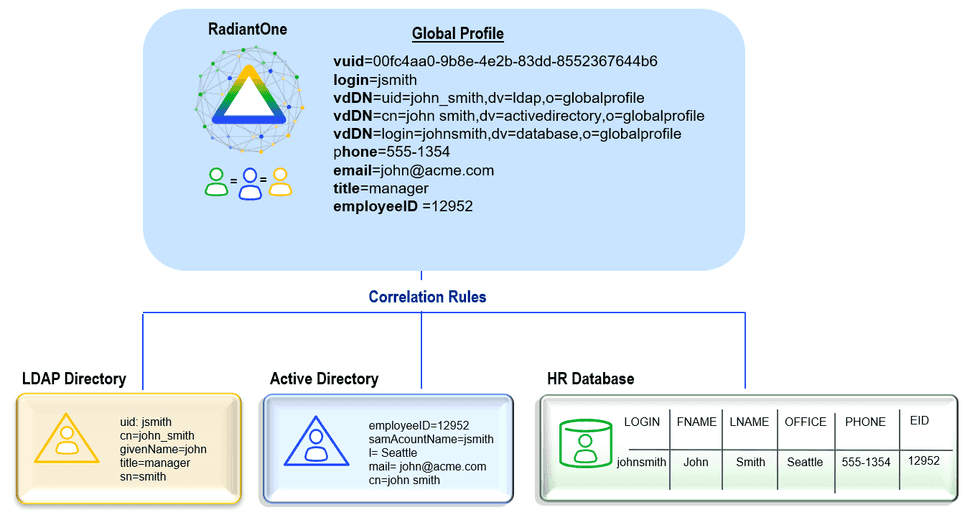 RadiantOne
Global Profile
vuid=00fc4aa0-9b8e-4e2b-83dd-8552367644b6
login=jsmith
vdDN=uid=john_smith,dv=ldap,o=globalprofile
vdDN=cn=john smith,dv=activedirectory,o=globalprofile
vdDN=login=johnsmith,dv=database,o=globalprofile
phone=555-1354
email=john@acme.com
title=manager
employeeID =12952
= =
Correlation Rules
LDAP Directory
uid: jsmith
cn=john_smith
givenName=john
title=manager
sn=smith
Active Directory
employeeID=12952
samAcountName=jsmith
l= Seattle
mail= john@acme.com
cn=john smith
HR Database
LOGIN FNAME LNAME OFFICE PHONE EID
johnsmith John Smith Seattle 555-1354 12952